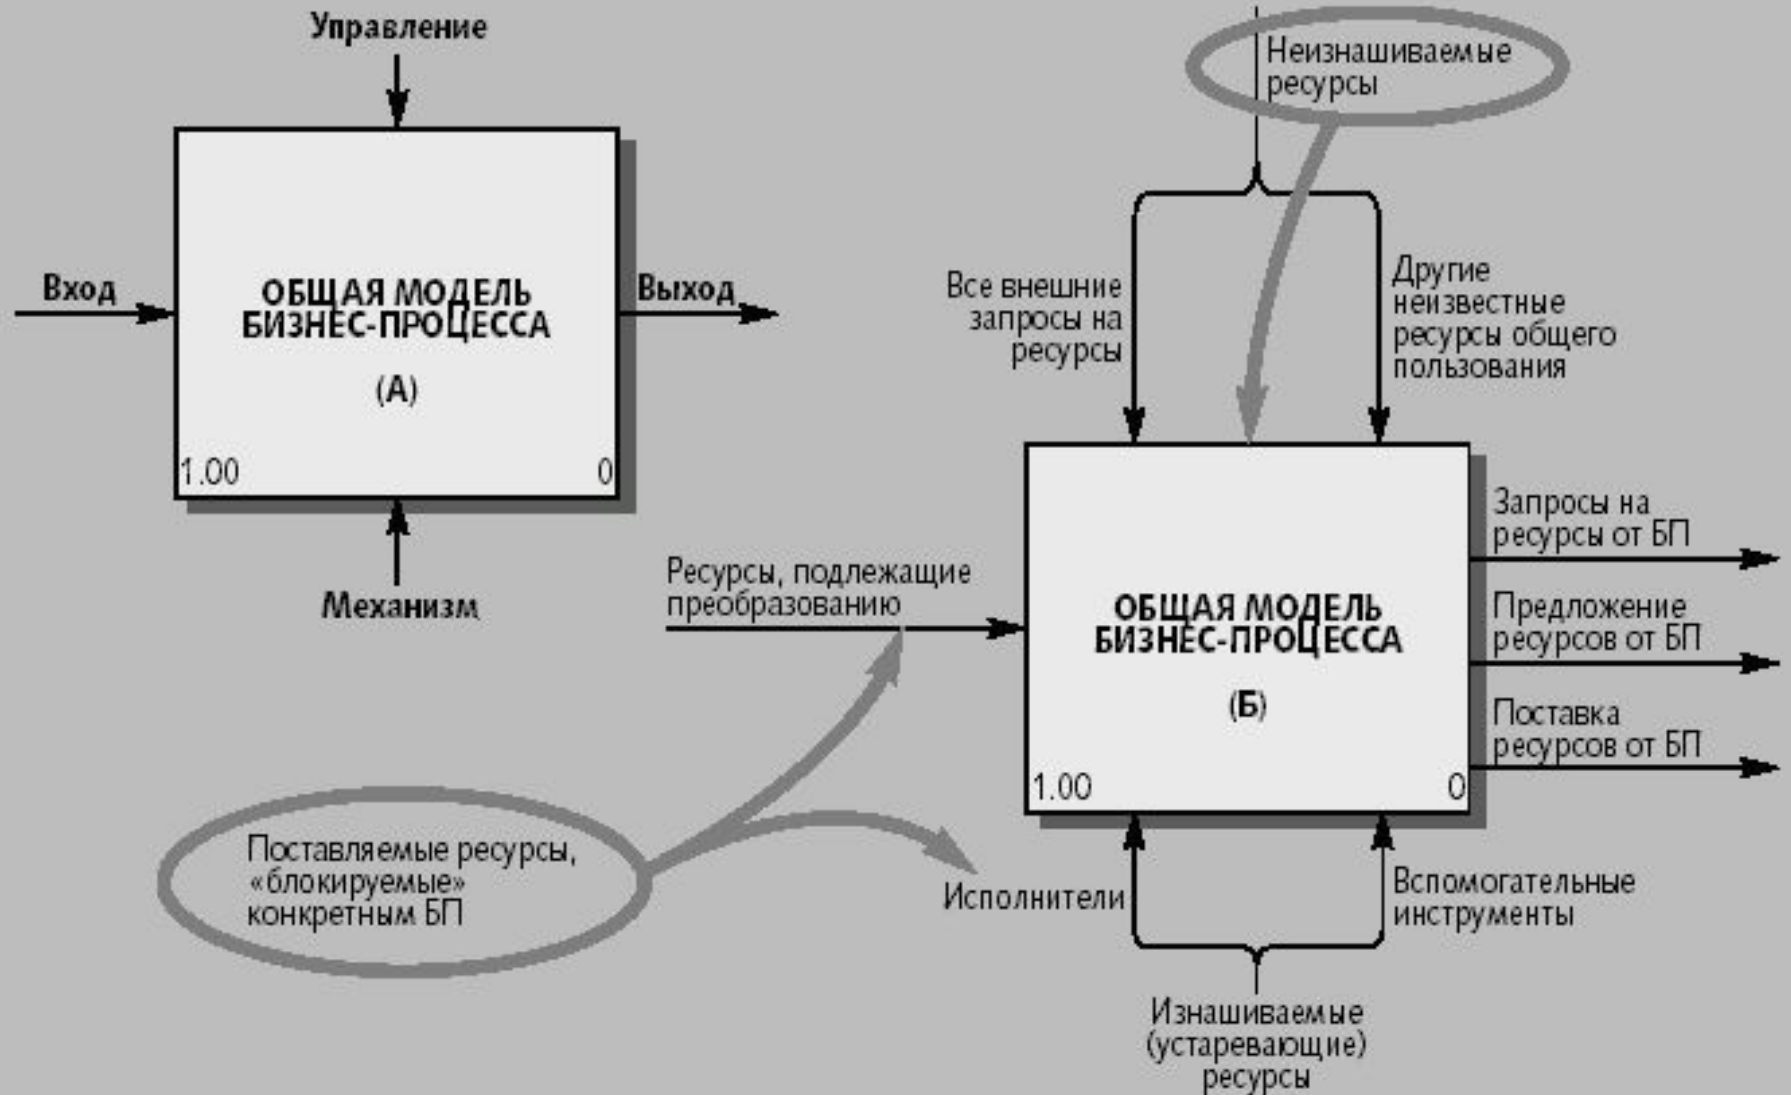 Управление
Вход
ОБЩАЯ МОДЕЛЬ
БИЗНЕС-ПРОЦЕССА
(А)
1.00
0
Выход
Механизм
Неизнашиваемые
ресурсы
Все внешние
запросы на
ресурсы
Другие
неизвестные
ресурсы общего
пользования
Ресурсы, подлежащие
преобразованию
ОБЩАЯ МОДЕЛЬ
БИЗНЕС-ПРОЦЕССА
(Б)
1.00
0
Запросы на
ресурсы от БП
Предложение
ресурсов от БП
Поставка
ресурсов от БП
Поставляемые ресурсы,
«блокируемые»
конкретным БП
Исполнители
Вспомогательные
инструменты
Изнашиваемые
(устаревающие)
ресурсы